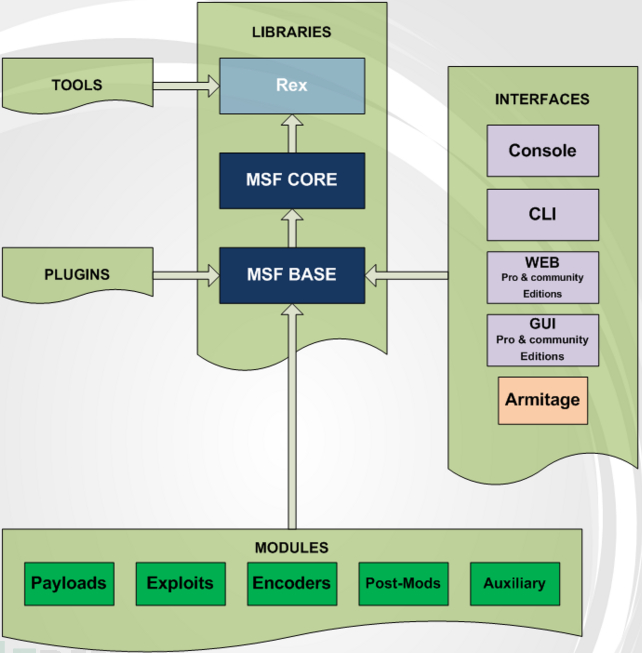 LIBRARIES
TOOLS
Rex
INTERFACES
Console
MSF CORE
CLI
PLUGINS
MSF BASE
WEB
Pro & community
Editions
GUI
Pro & community
Editions
Armitage
MODULES
Payloads
Exploits
Encoders
Post-Mods
Auxiliary